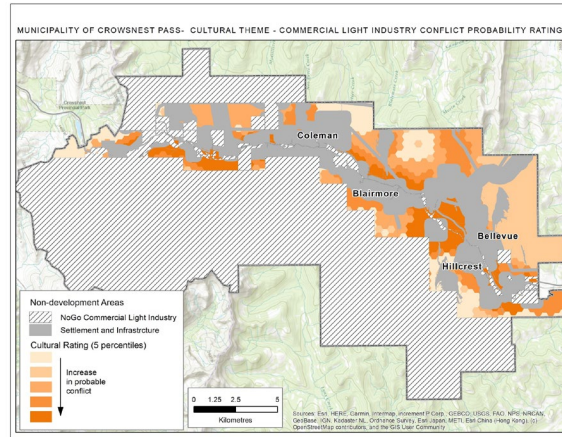 MUNICIPALITY OF CROWSNEST PASS- CULTURAL THEME - COMMERCIAL LIGHT INDUSTRY CONFLICT PROBABILITY RATING
Coleman
Blairmore
Bellevue
Hillcrest
Non-development Areas
NoGo Commercial Light Industry
Settlement and Infrastrcture
Cultural Rating (5 percentiles)
Increase
in probable
conflict
0 1.25 2.5 5
Kilometres
Sources: Esri, HERE, Garmin, Intermap, increment P Corp., GEBCO, USGS, FAO, NPS, NRCAN,
GeoBase, IGN, Kadaster NL, Ordnance Survey, Esri Japan, METI, Esri China (Hong Kong), (c)
OpenStreetMap contributors, and the GIS User Community